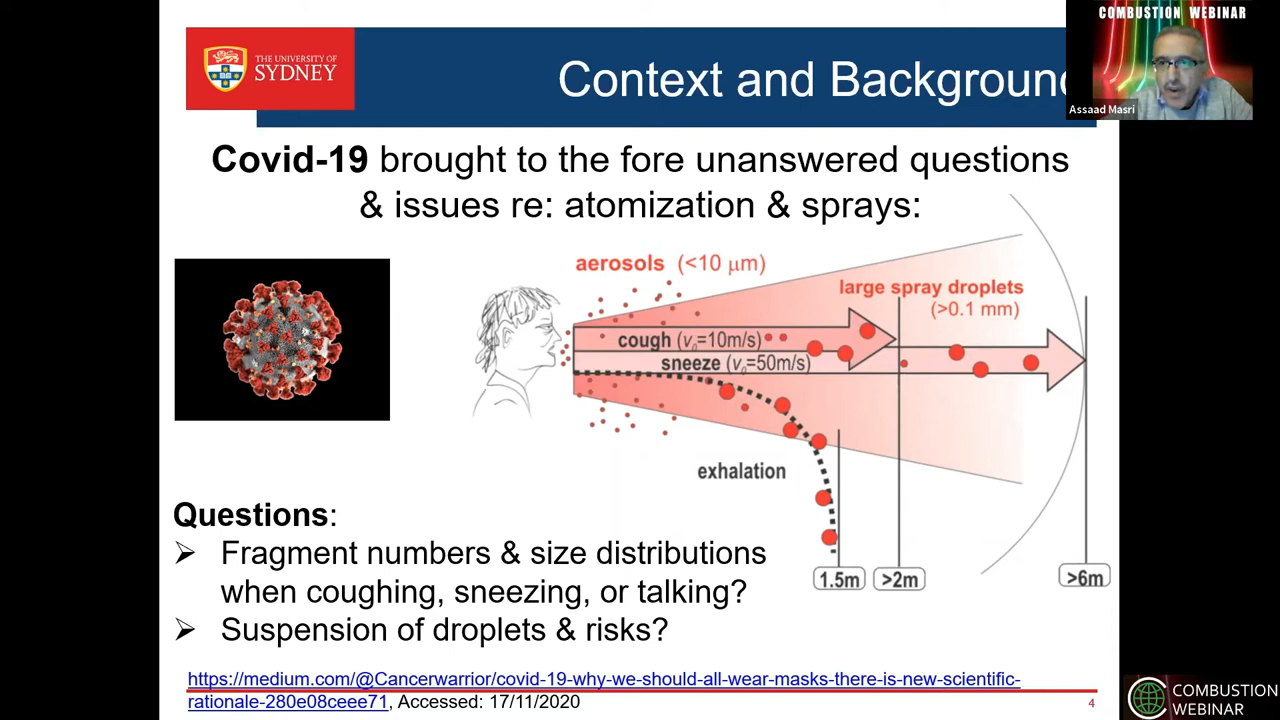 COMBUSTION WEBINAR
Assaad Masri
THE UNIVERSITY OF
SYDNEY
Context and Background
Covid-19 brought to the fore unanswered questions
& issues re: atomization & sprays:
aerosols (<10 μm)
large spray droplets
(>0.1 mm)
cough (v₀=10m/s)
sneeze (v₀=50m/s)
exhalation
1.5m
>2m
>6m
Questions:
➢ Fragment numbers & size distributions
when coughing, sneezing, or talking?
➢ Suspension of droplets & risks?
https://medium.com/@Cancerwarrior/covid-19-why-we-should-all-wear-masks-there-is-new-scientific-
rationale-280e08ceee71, Accessed: 17/11/2020
4
COMBUSTION
WEBINAR